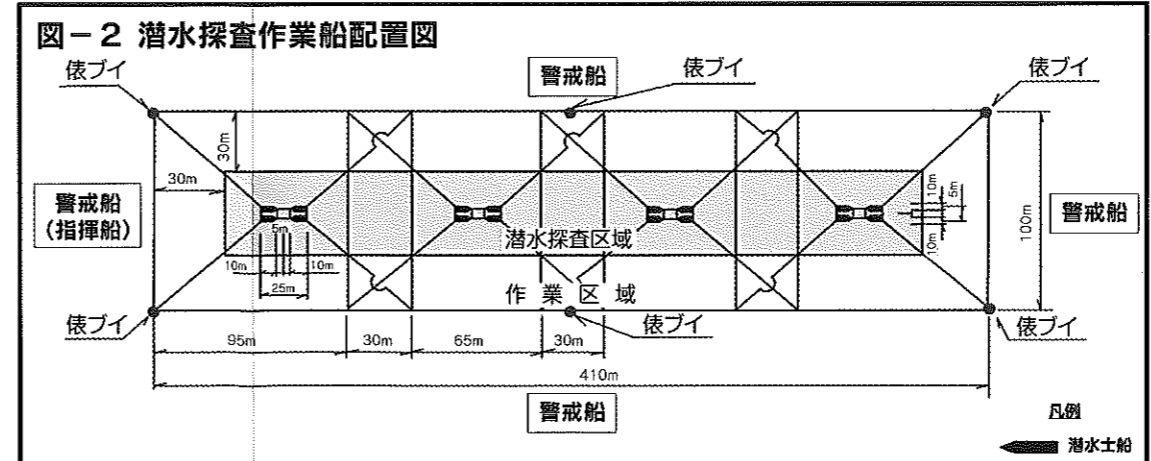 図－2 潜水探査作業船配置図
俵ブイ
警戒船
俵ブイ
俵ブイ
30m
30m
警戒船
（指揮船）
10m
5m
10m
100m
警戒船
5m
10m
10m
25m
潜水探査区域
作業区域
俵ブイ
俵ブイ
俵ブイ
95m
30m
65m
30m
410m
警戒船
凡例
潜水士船